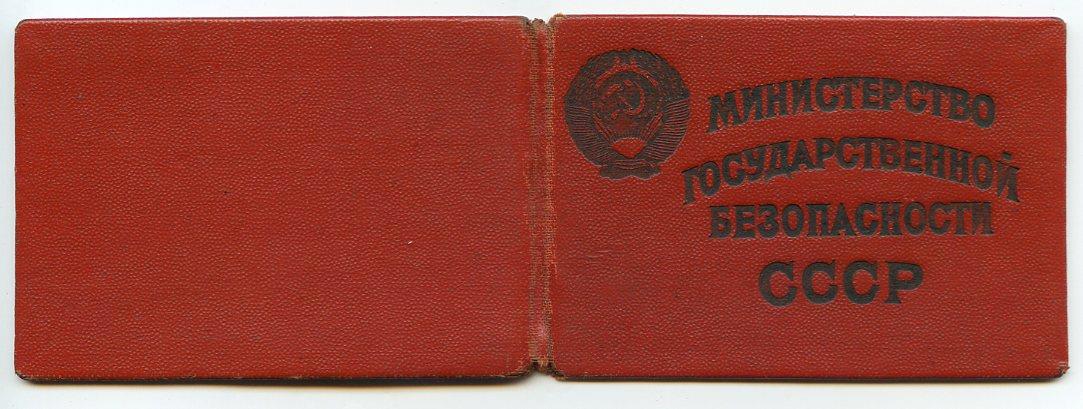 МИНИСТЕРСТВО
ГОСУДАРСТВЕННОЙ
БЕЗОПАСНОСТИ
СССР